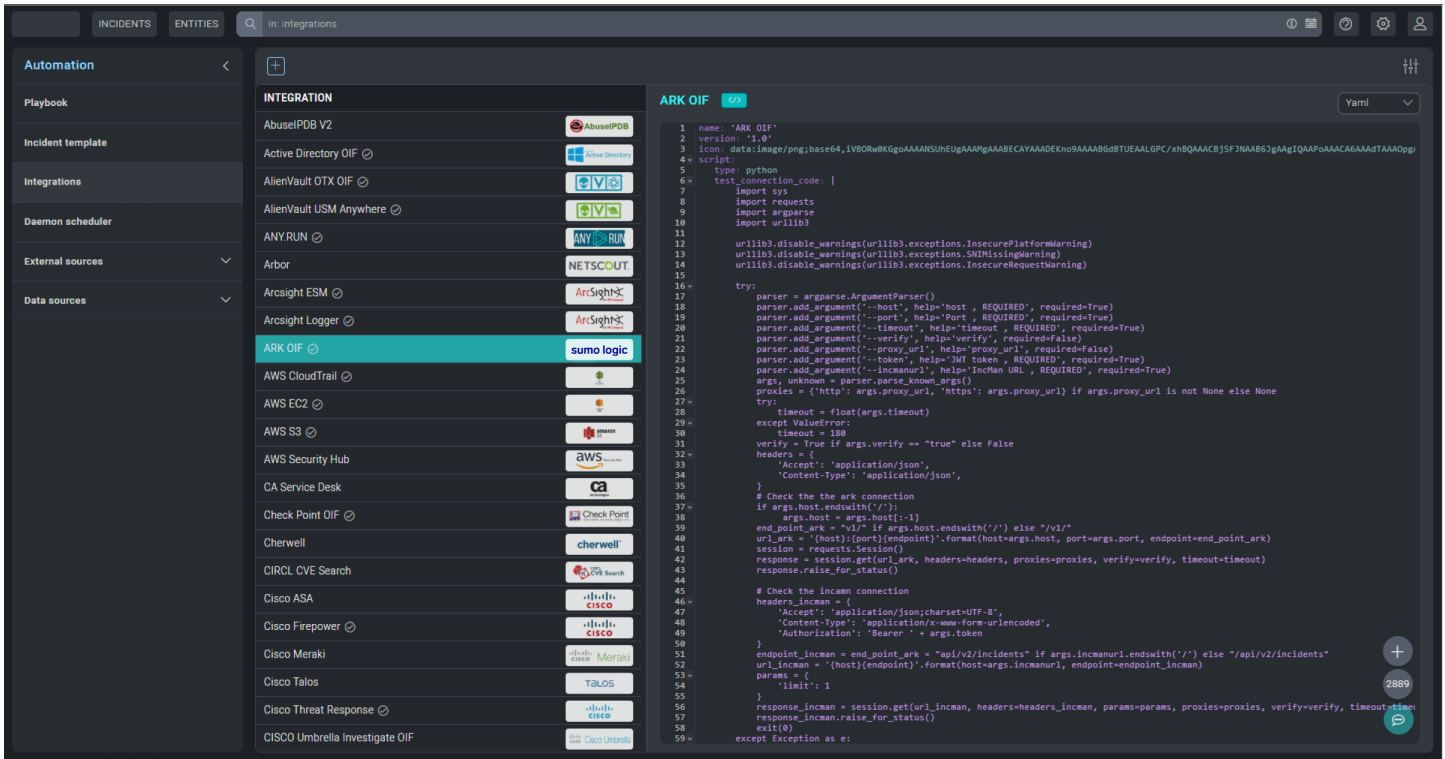 INCIDENTS ENTITIES in: integrations
Automation
Playbook
Incident template
Integrations
Daemon scheduler
External sources
Data sources
INTEGRATION
AbuseIPDB V2 AbuseIPDB
Active Directory OIF Active Directory
AlienVault OTX OIF
AlienVault USM Anywhere
ANY.RUN ANY RUN
Arbor NETSCOUT.
Arcsight ESM ArcSight
Arcsight Logger ArcSight
ARK OIF sumo logic
AWS CloudTrail
AWS EC2
AWS S3 amazon
AWS Security Hub aws
CA Service Desk ca
Check Point OIF Check Point
Cherwell cherwell
CIRCL CVE Search CIRCL CVE Search
Cisco ASA CISCO
Cisco Firepower CISCO
Cisco Meraki CISCO Meraki
Cisco Talos TALOS
Cisco Threat Response CISCO
CISCO Umbrella Investigate OIF Cisco Umbrella
ARK OIF </> Yaml
1 name: 'ARK OIF'
2 version: '1.0'
3 icon: data:image/png;base64,
4 script:
5 type: python
6 test_connection_code: |
7 import sys
8 import requests
9 import argparse
10 import urllib3
11
12 urllib3.disable_warnings(urllib3.exceptions.InsecurePlatformWarning)
13 urllib3.disable_warnings(urllib3.exceptions.SNIMissingWarning)
14 urllib3.disable_warnings(urllib3.exceptions.InsecureRequestWarning)
15
16 try:
17 parser = argparse.ArgumentParser()
18 parser.add_argument('--host', help='host , REQUIRED', required=True)
19 parser.add_argument('--port', help='Port , REQUIRED', required=True)
20 parser.add_argument('--timeout', help='timeout , REQUIRED', required=True)
21 parser.add_argument('--verify', help='verify', required=False)
22 parser.add_argument('--proxy_url', help='proxy_url', required=False)
23 parser.add_argument('--token', help='JWT token , REQUIRED', required=True)
24 parser.add_argument('--incmanurl', help='IncMan URL , REQUIRED', required=True)
25 args, unknown = parser.parse_known_args()
26 proxies = {'http': args.proxy_url, 'https': args.proxy_url} if args.proxy_url is not None else None
27 try:
28 timeout = float(args.timeout)
29 except ValueError:
30 timeout = 180
31 verify = True if args.verify == "true" else False
32 headers = {
33 'Accept': 'application/json',
34 'Content-Type': 'application/json',
35 }
36 # Check the the ark connection
37 if args.host.endswith('/'):
38 args.host = args.host[:-1]
39 end_point_ark = "v1/" if args.host.endswith('/') else "/v1/"
40 url_ark = '{host}:{port}{endpoint}'.format(host=args.host, port=args.port, endpoint=end_point_ark)
41 session = requests.Session()
42 response = session.get(url_ark, headers=headers, proxies=proxies, verify=verify, timeout=timeout)
43 response.raise_for_status()
44
45 # Check the incamn connection
46 headers_incman = {
47 'Accept': 'application/json;charset=UTF-8',
48 'Content-Type': 'application/x-www-form-urlencoded',
49 'Authorization': 'Bearer ' + args.token
50 }
51 endpoint_incman = end_point_ark = "api/v2/incidents" if args.incmanurl.endswith('/') else "/api/v2/incidents"
52 url_incman = '{host}{endpoint}'.format(host=args.incmanurl, endpoint=endpoint_incman)
53 params = {
54 'limit': 1
55 }
56 response_incman = session.get(url_incman, headers=headers_incman, params=params, proxies=proxies, verify=verify, timeout=
57 response_incman.raise_for_status()
58 exit(0)
59 except Exception as e:
2889